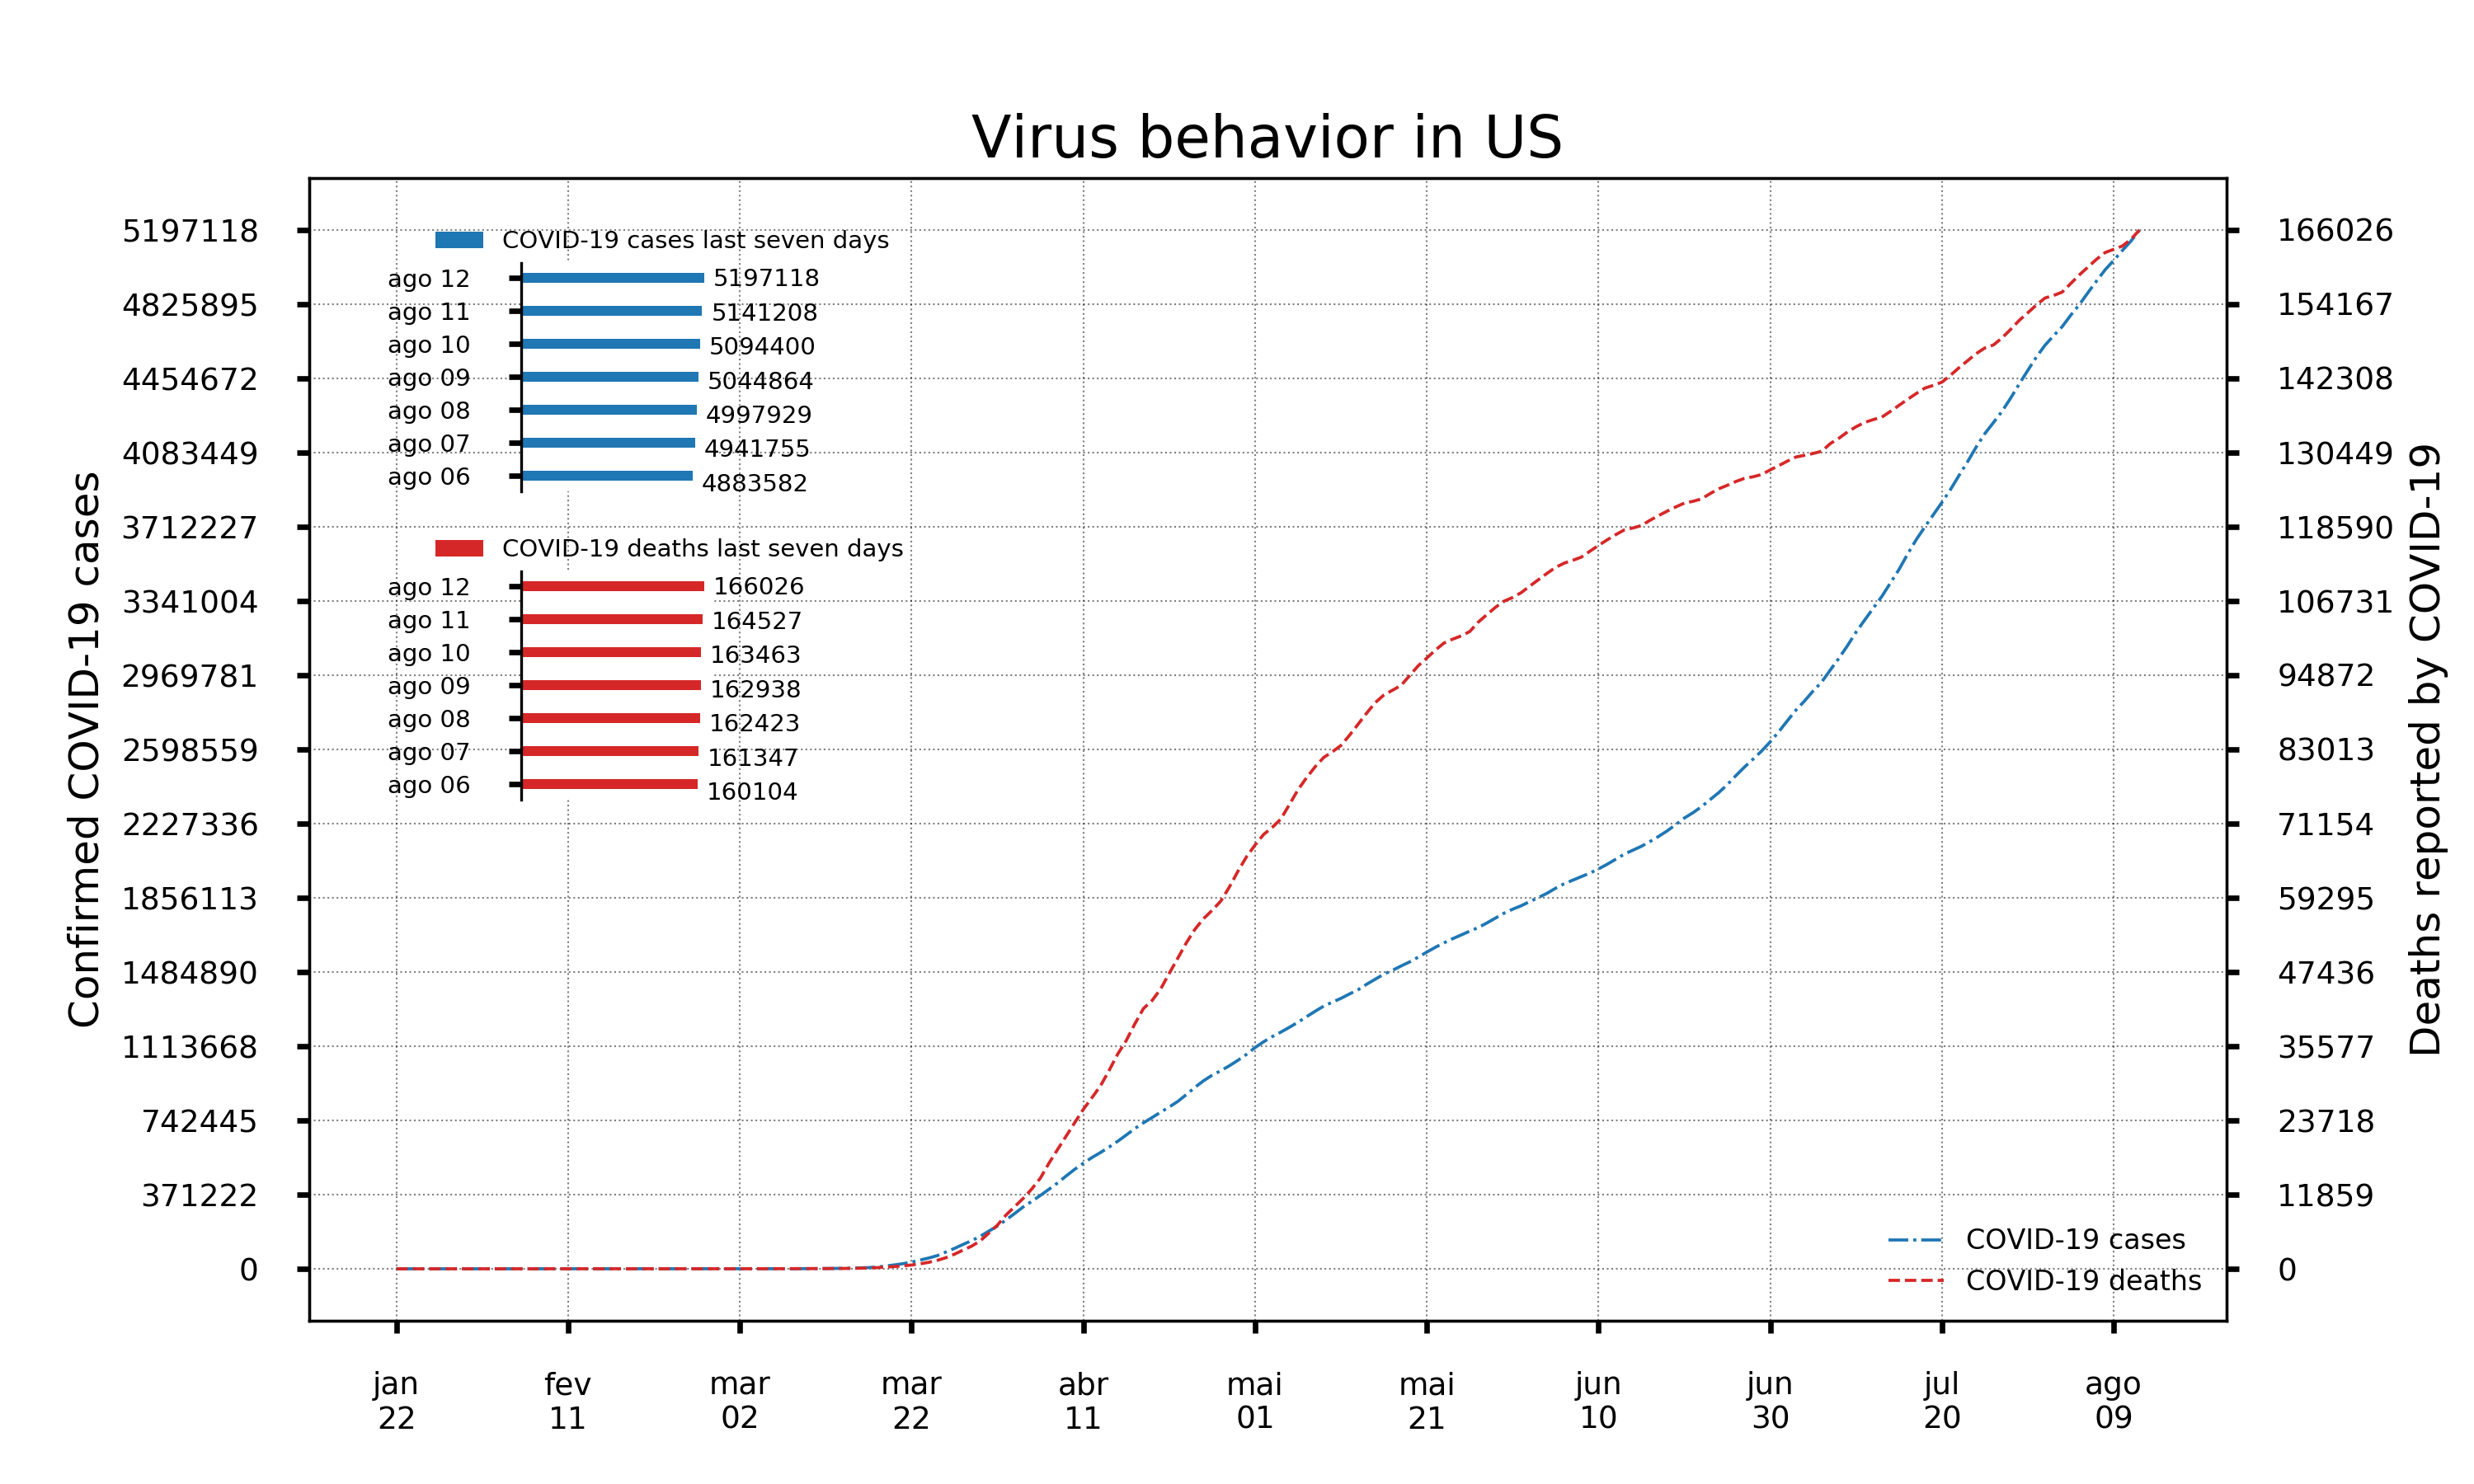 Virus behavior in US
Confirmed COVID-19 cases
5197118
4825895
4454672
4083449
3712227
3341004
2969781
2598559
2227336
1856113
1484890
1113668
742445
371222
0
COVID-19 cases last seven days
ago 12 5197118
ago 11 5141208
ago 10 5094400
ago 09 5044864
ago 08 4997929
ago 07 4941755
ago 06 4883582
COVID-19 deaths last seven days
ago 12 166026
ago 11 164527
ago 10 163463
ago 09 162938
ago 08 162423
ago 07 161347
ago 06 160104
166026
154167
142308
130449
118590
106731
94872
83013
71154
59295
47436
35577
23718
11859
0
Deaths reported by COVID-19
COVID-19 cases
COVID-19 deaths
jan 22
fev 11
mar 02
mar 22
abr 11
mai 01
mai 21
jun 10
jun 30
jul 20
ago 09